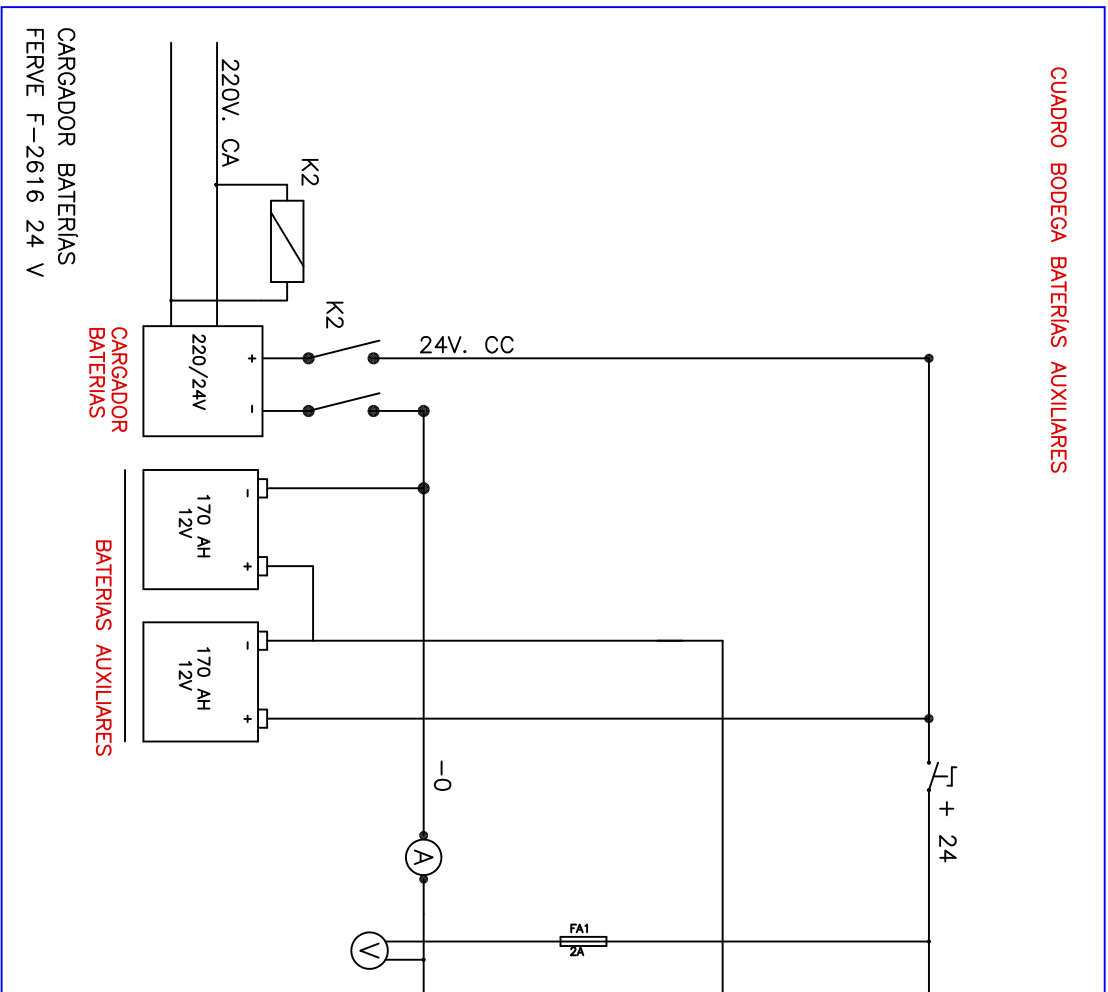 CUADRO BODEGA BATERÍAS AUXILIARES
220V. CA
K2
K2
24V. CC
CARGADOR BATERÍAS
FERVE F-2616 24 V
CARGADOR
BATERIAS
220/24V
+
-
170 AH
12V
-
+
170 AH
12V
-
+
BATERIAS AUXILIARES
-0
A
V
FA1
2A
+ 24